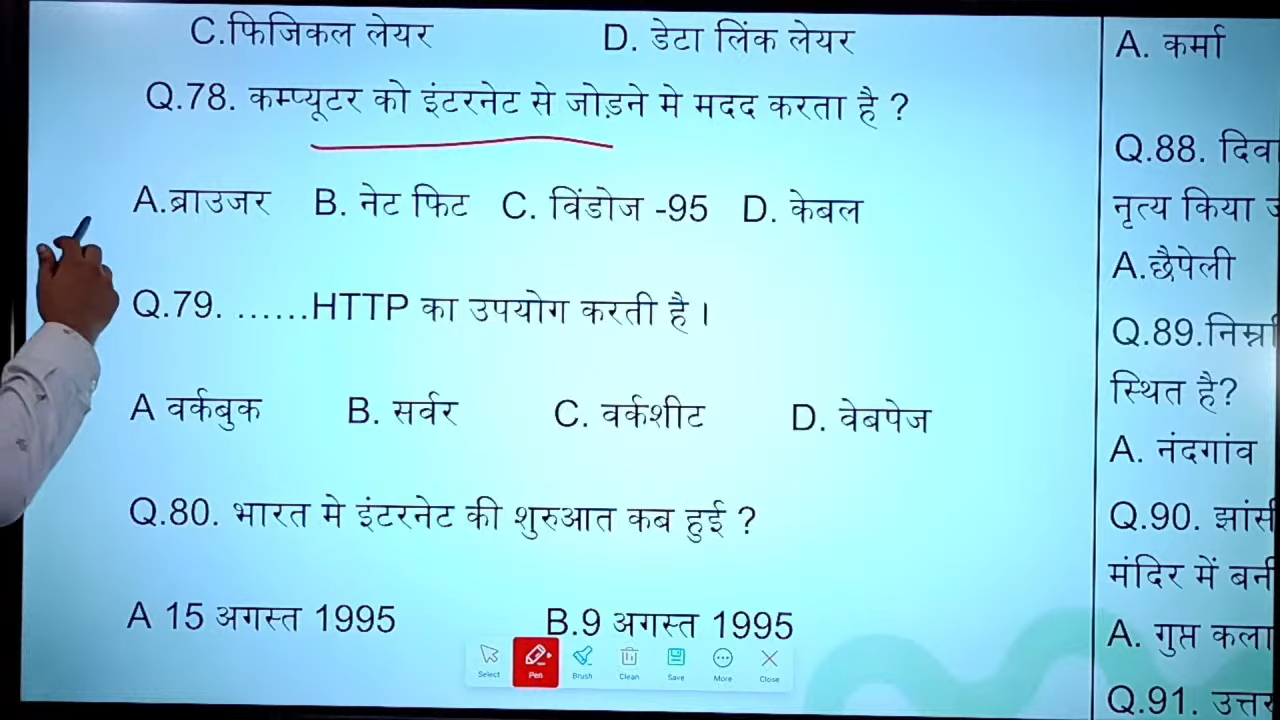 C.फिजिकल लेयर D. डेटा लिंक लेयर
Q.78. कम्प्यूटर को इंटरनेट से जोड़ने मे मदद करता है ?
A.ब्राउजर B. नेट फिट C. विंडोज -95 D. केबल
Q.79. ......HTTP का उपयोग करती है ।
A वर्कबुक B. सर्वर C. वर्कशीट D. वेबपेज
Q.80. भारत मे इंटरनेट की शुरुआत कब हुई ?
A 15 अगस्त 1995 B.9 अगस्त 1995
A. कर्मा
Q.88.
नृत्य किया
A.छैपेली
Q.89.
स्थित है?
A. नंदगांव
Q.90.
मंदिर में
A. गुप्त
Q.91.
Select Pen Brush Clean Save More Close